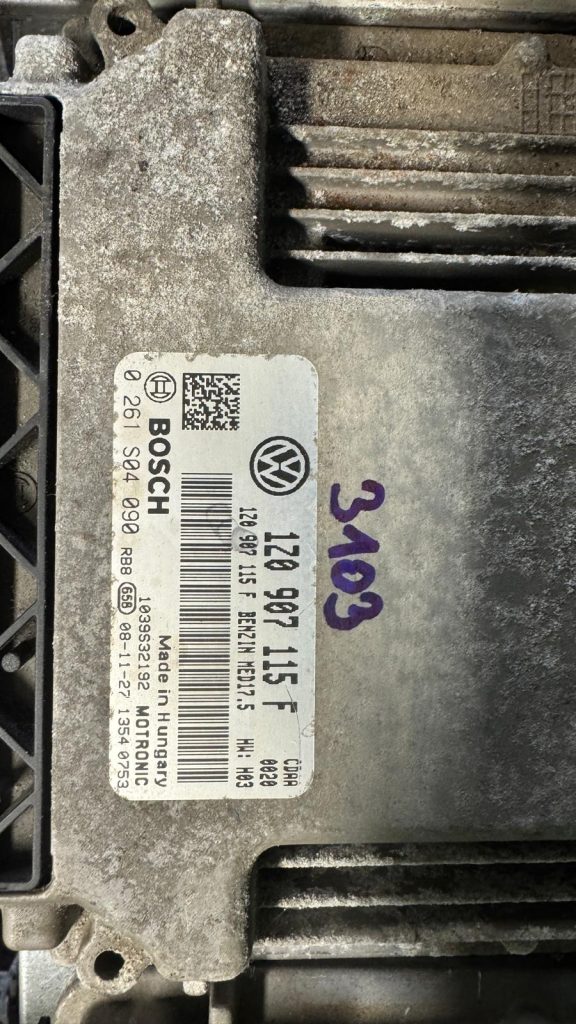 1Z0 907 115 F
CDAA
1Z0 907 115 F BENZIN MED17.5
0020
HW: H03
Made in Hungary
BOSCH
1039S32192 MOTRONIC
0 261 S04 090 RB8 65B 08-11-27 1354 0753
3103